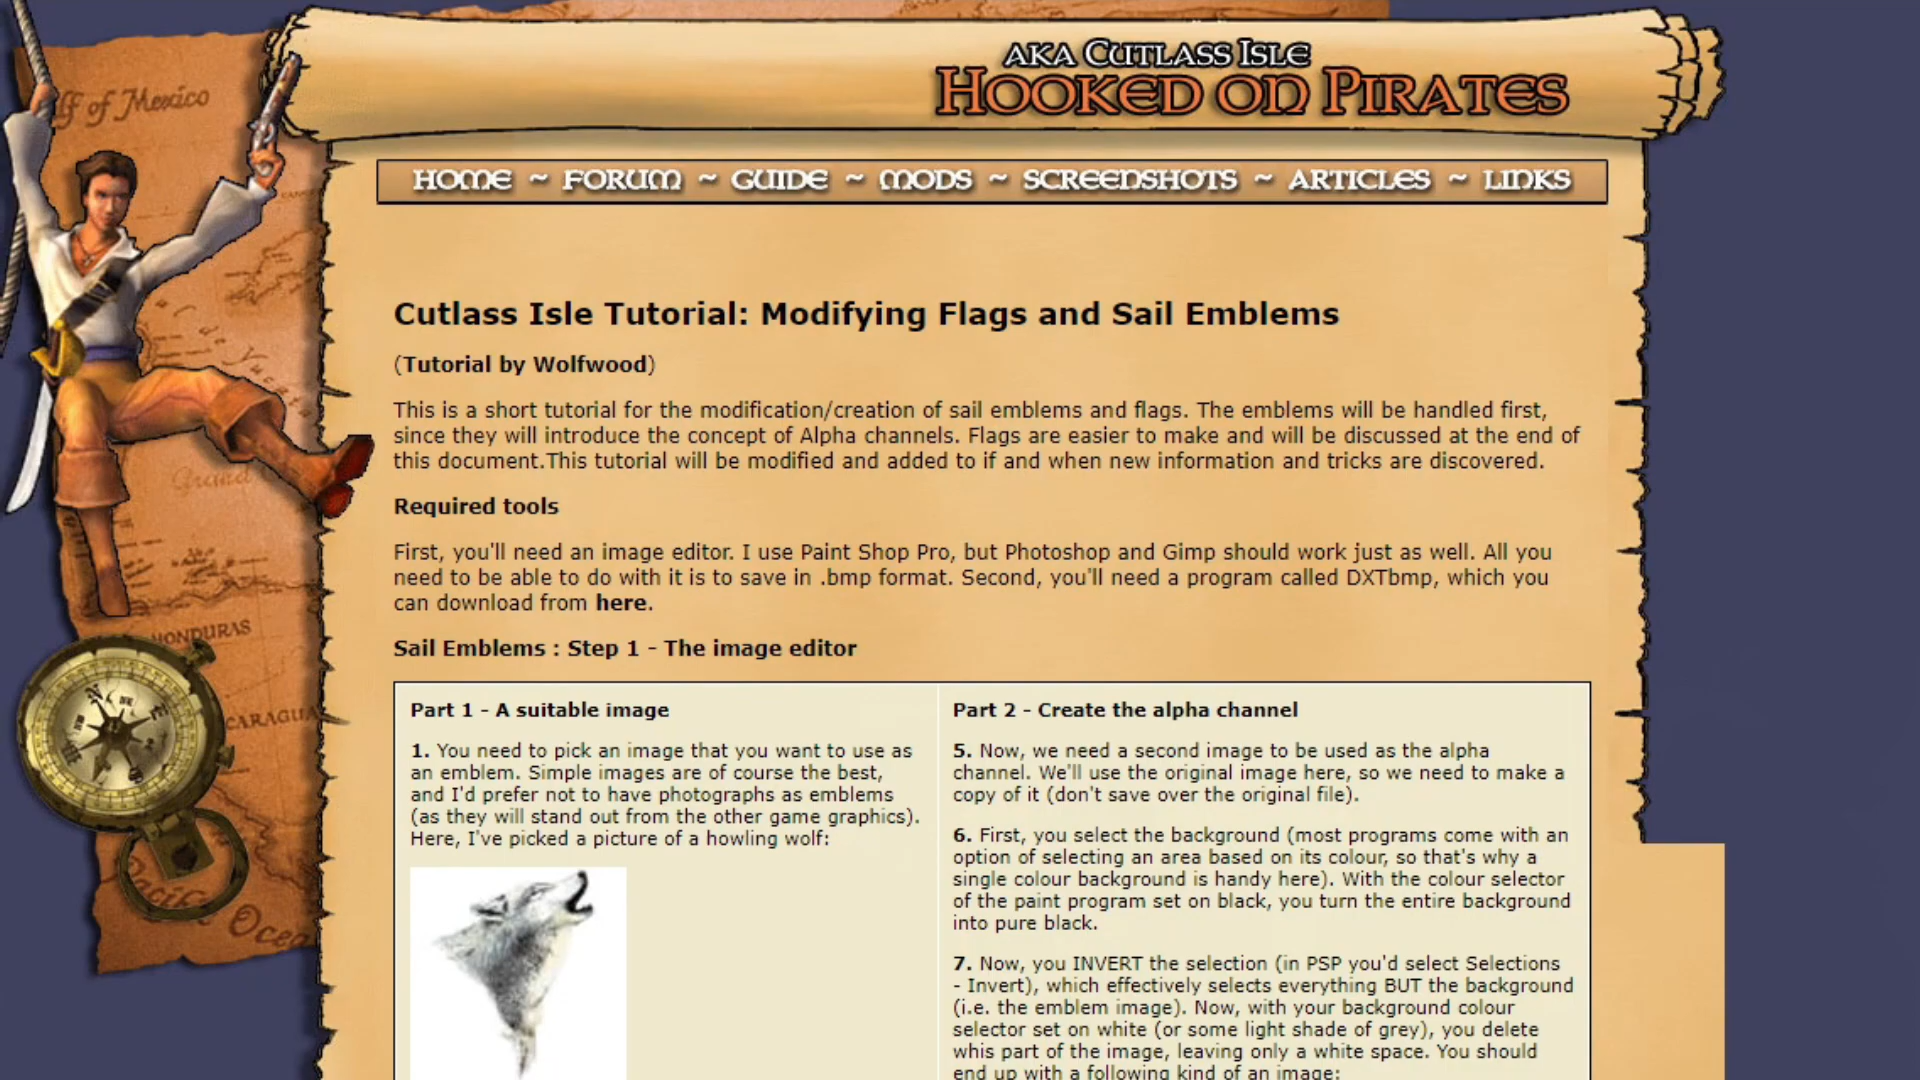 AKA CUTLASS ISLE
HOOKED ON PIRATES
lf of Mexico
HOME ~ FORUM ~ GUIDE ~ MODS ~ SCREENSHOTS ~ ARTICLES ~ LINKS
Cutlass Isle Tutorial: Modifying Flags and Sail Emblems
(Tutorial by Wolfwood)
This is a short tutorial for the modification/creation of sail emblems and flags. The emblems will be handled first,
since they will introduce the concept of Alpha channels. Flags are easier to make and will be discussed at the end of
this document.This tutorial will be modified and added to if and when new information and tricks are discovered.
Grand
Required tools
First, you'll need an image editor. I use Paint Shop Pro, but Photoshop and Gimp should work just as well. All you
need to be able to do with it is to save in .bmp format. Second, you'll need a program called DXTbmp, which you
can download from here.
HONDURAS
Sail Emblems : Step 1 - The image editor
CARAGUA
Pacific Ocea
Part 1 - A suitable image
1. You need to pick an image that you want to use as
an emblem. Simple images are of course the best,
and I'd prefer not to have photographs as emblems
(as they will stand out from the other game graphics).
Here, I've picked a picture of a howling wolf:
Part 2 - Create the alpha channel
5. Now, we need a second image to be used as the alpha
channel. We'll use the original image here, so we need to make a
copy of it (don't save over the original file).
6. First, you select the background (most programs come with an
option of selecting an area based on its colour, so that's why a
single colour background is handy here). With the colour selector
of the paint program set on black, you turn the entire background
into pure black.
7. Now, you INVERT the selection (in PSP you'd select Selections
- Invert), which effectively selects everything BUT the background
(i.e. the emblem image). Now, with your background colour
selector set on white (or some light shade of grey), you delete
whis part of the image, leaving only a white space. You should
end up with a following kind of an image: